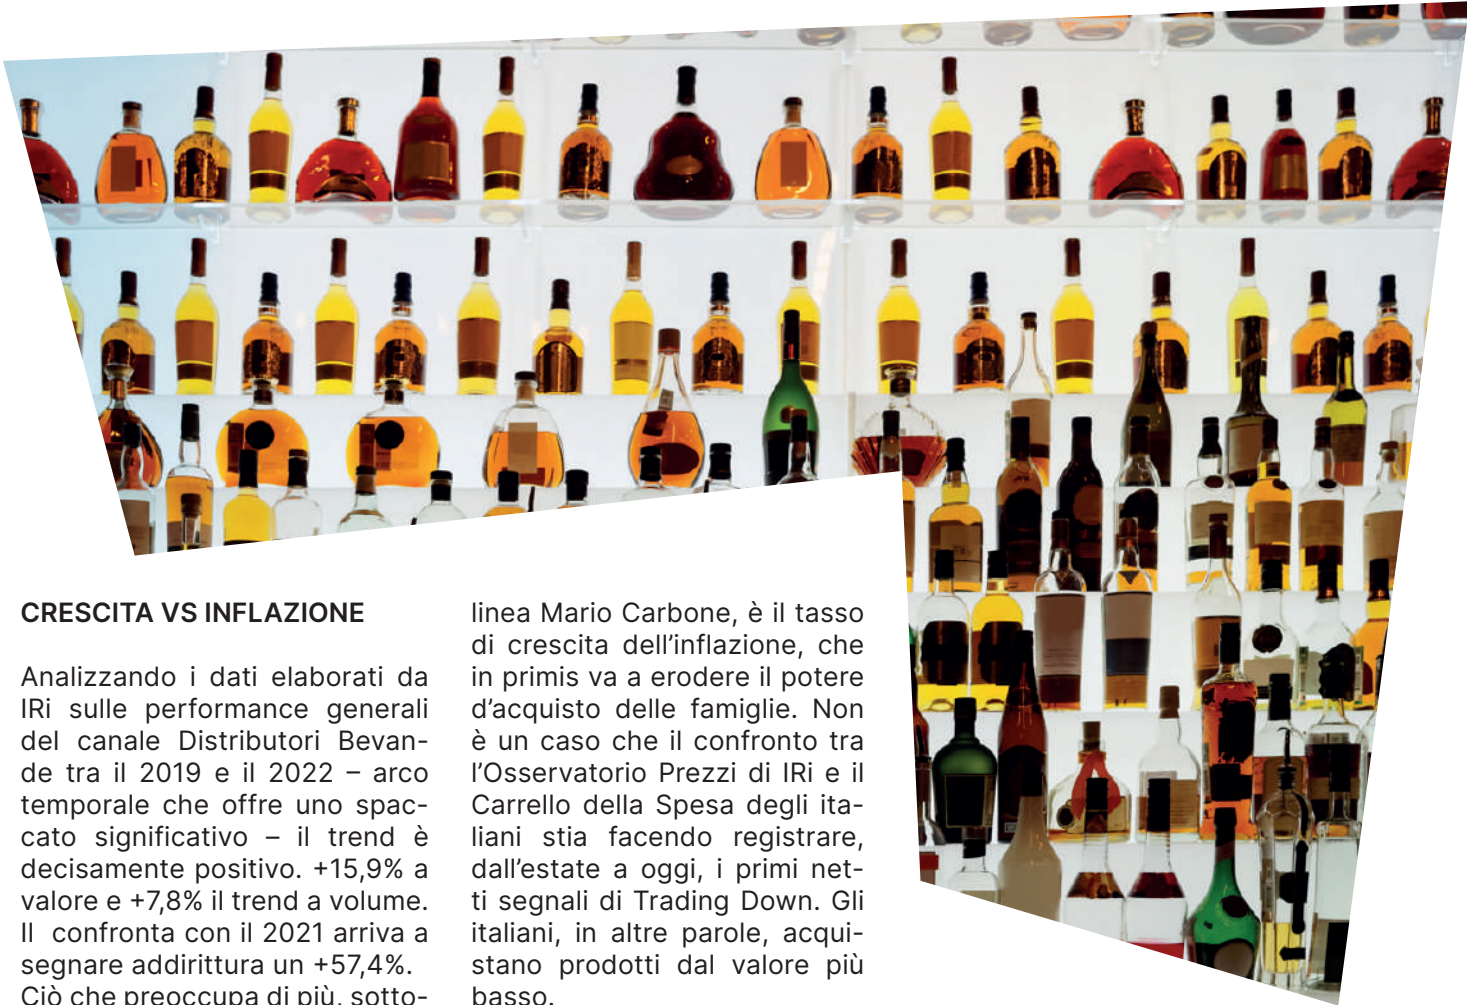 CRESCITA VS INFLAZIONE
Analizzando i dati elaborati da
IRi sulle performance generali
del canale Distributori Bevan-
de tra il 2019 e il 2022 – arco
temporale che offre uno spac-
cato significativo – il trend è
decisamente positivo. +15,9% a
valore e +7,8% il trend a volume.
Il confronta con il 2021 arriva a
segnare addirittura un +57,4%.
Ciò che preoccupa di più, sotto-
linea Mario Carbone, è il tasso
di crescita dell’inflazione, che
in primis va a erodere il potere
d’acquisto delle famiglie. Non
è un caso che il confronto tra
l’Osservatorio Prezzi di IRi e il
Carrello della Spesa degli ita-
liani stia facendo registrare,
dall’estate a oggi, i primi net-
ti segnali di Trading Down. Gli
italiani, in altre parole, acqui-
stano prodotti dal valore più
basso.